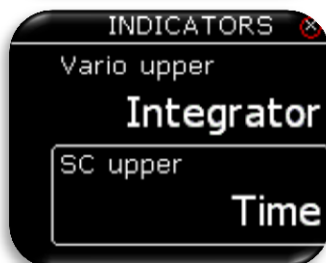 INDICATORS
Vario upper
Integrator
SC upper
Time